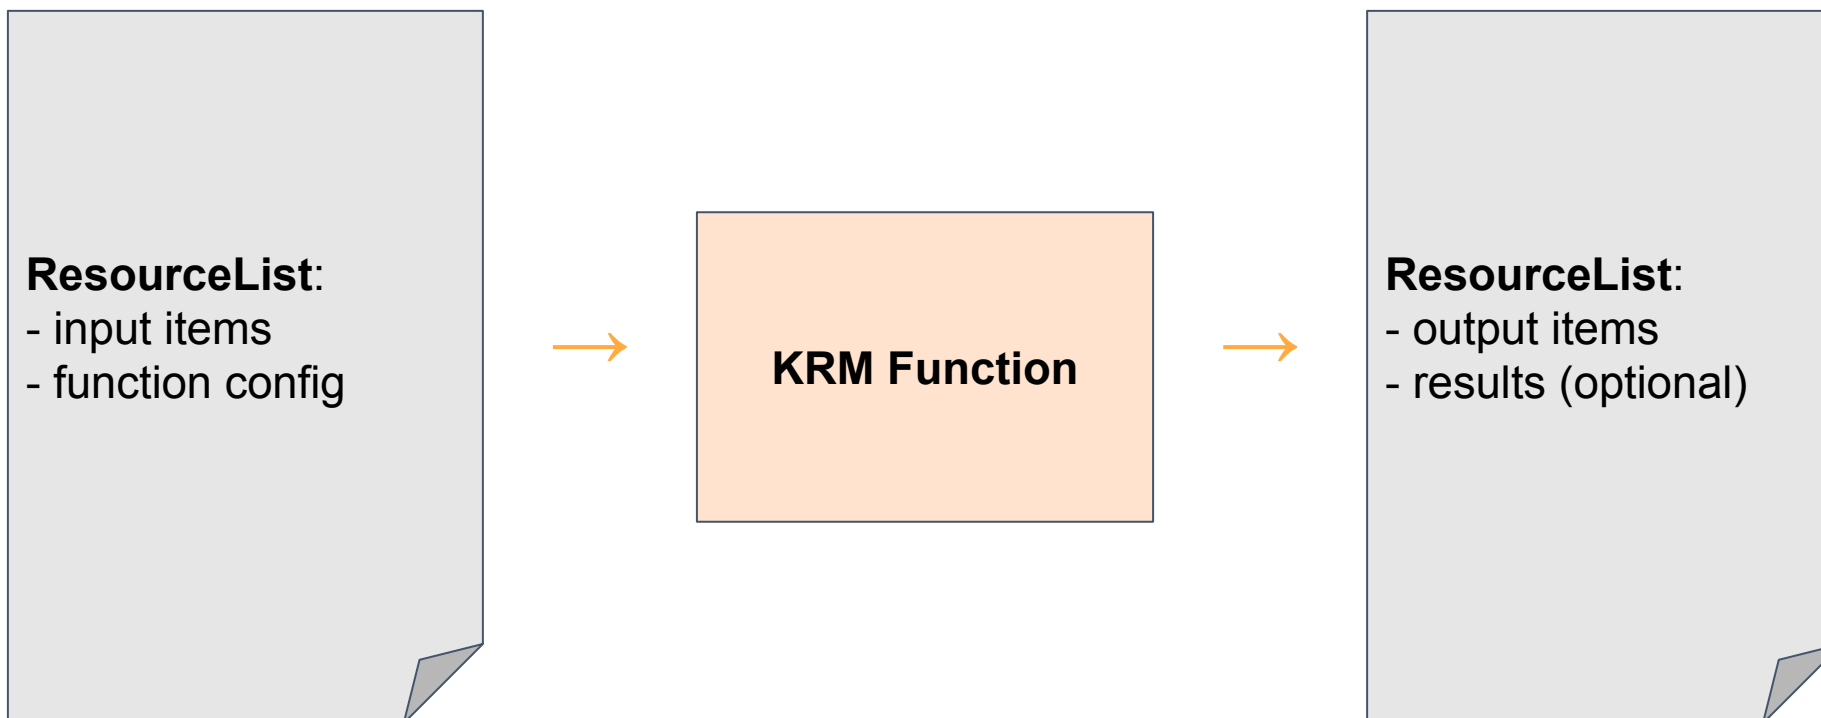 ResourceList:
- input items
- function config
→
KRM Function
→
ResourceList:
- output items
- results (optional)